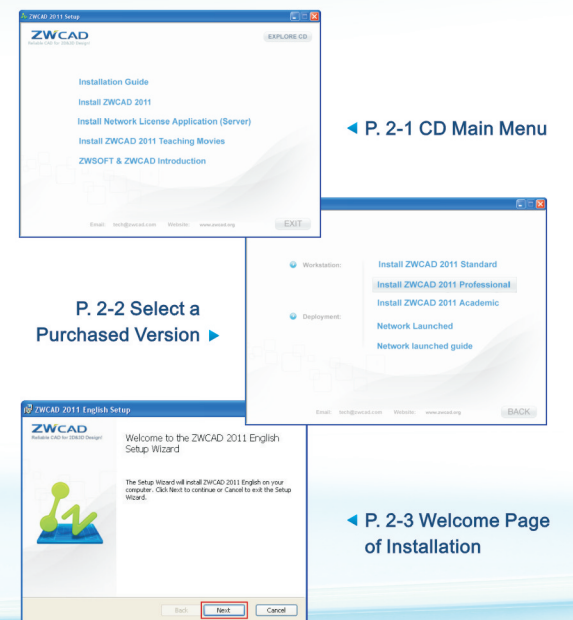 ZWCAD 2011 Setup
ZWCAD
Reliable CAD for 2D&3D Design!
EXPLORE CD
Installation Guide
Install ZWCAD 2011
Install Network License Application (Server)
Install ZWCAD 2011 Teaching Movies
ZWSOFT & ZWCAD Introduction
Email: tech@zwcad.com Website: www.zwcad.org
EXIT
◄ P. 2-1 CD Main Menu
Workstation:
Install ZWCAD 2011 Standard
Install ZWCAD 2011 Professional
Install ZWCAD 2011 Academic
Deployment:
Network Launched
Network launched guide
Email: tech@zwcad.com Website: www.zwcad.org
BACK
P. 2-2 Select a
Purchased Version ►
ZWCAD 2011 English Setup
ZWCAD
Reliable CAD for 2D&3D Design!
Welcome to the ZWCAD 2011 English
Setup Wizard
The Setup Wizard will install ZWCAD 2011 English on your
computer. Click Next to continue or Cancel to exit the Setup
Wizard.
Back
Next
Cancel
◄ P. 2-3 Welcome Page
of Installation